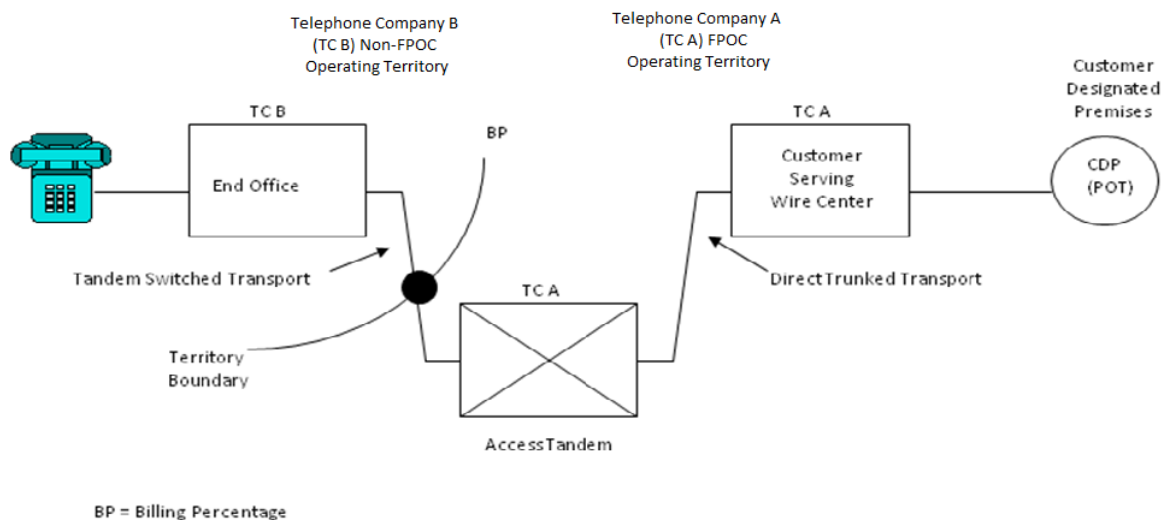 Telephone Company B
(TC B) Non-FPOC
Operating Territory
Telephone Company A
(TC A) FPOC
Operating Territory
Customer
Designated
Premises
TC B
BP
TC A
End Office
Customer
Serving
Wire Center
CDP
(POT)
Tandem Switched Transport
Direct Trunked Transport
TC A
Territory
Boundary
Access Tandem
BP = Billing Percentage